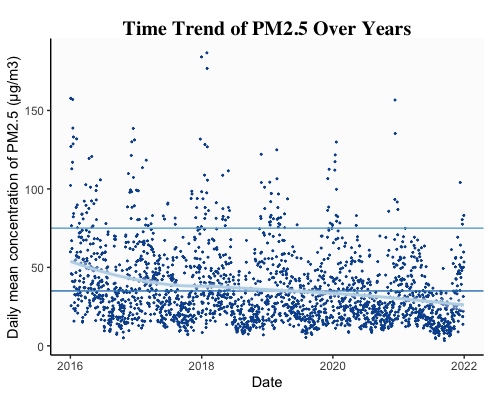 Time Trend of PM2.5 Over Years
Daily mean concentration of PM2.5 (μg/m3)
150
100
50
0
2016
2018
2020
2022
Date